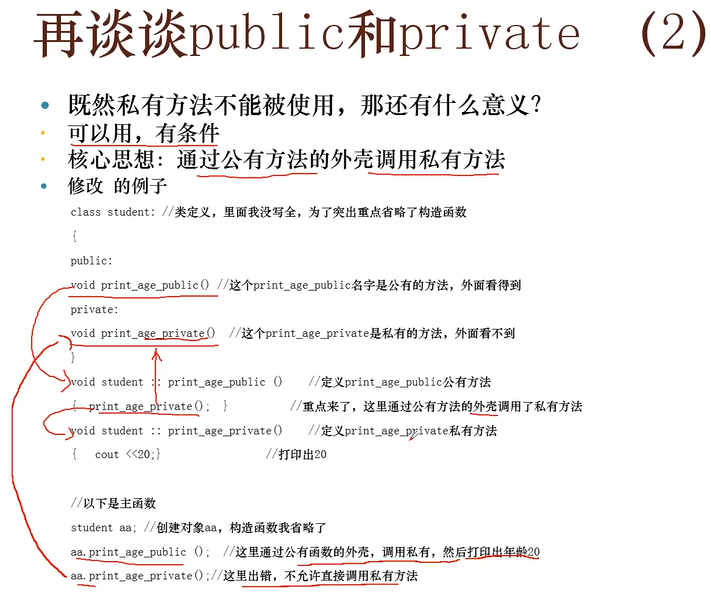 再谈谈public和private （2）
既然私有方法不能被使用，那还有什么意义？
可以用，有条件
核心思想：通过公有方法的外壳调用私有方法
修改 的例子
class student: //类定义，里面我没写全，为了突出重点省略了构造函数
{
public:
void print_age_public() //这个print_age_public名字是公有的方法，外面看得到
private:
void print_age_private() //这个print_age_private是私有的方法，外面看不到
}
void student :: print_age_public () //定义print_age_public公有方法
{ print_age_private(); } //重点来了，这里通过公有方法的外壳调用了私有方法
void student :: print_age_private() //定义print_age_private私有方法
{ cout <<20;} //打印出20
//以下是主函数
student aa; //创建对象aa，构造函数我省略了
aa.print_age_public (); //这里通过公有函数的外壳，调用私有，然后打印出年龄20
aa.print_age_private();//这里出错，不允许直接调用私有方法